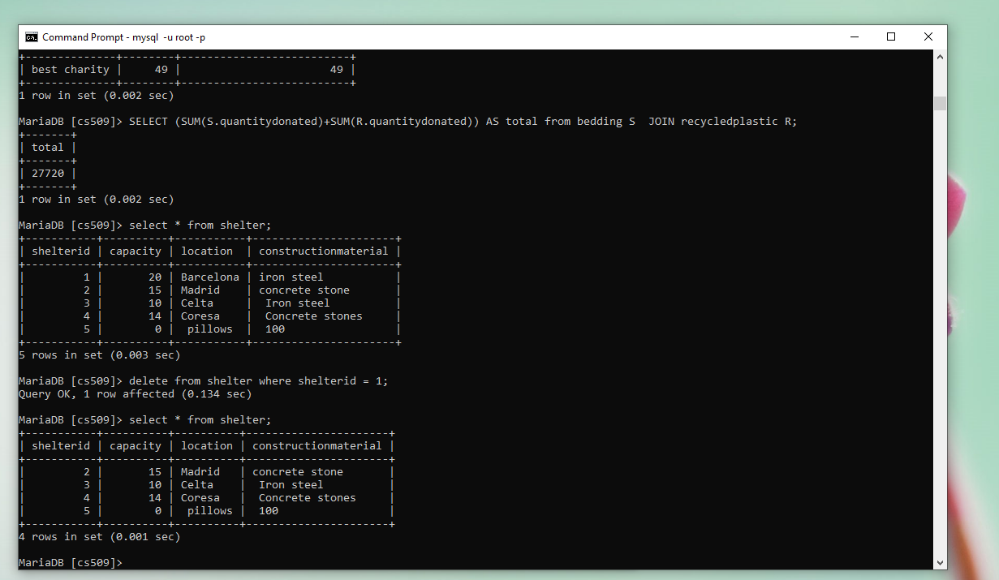 Command Prompt - mysql  -u root -p
+--------------+--------+--------------------------+
| best charity |     49 |                       49 |
+--------------+--------+--------------------------+
1 row in set (0.002 sec)
MariaDB [cs509]> SELECT (SUM(S.quantitydonated)+SUM(R.quantitydonated)) AS total from bedding S  JOIN recycledplastic R;
+-------+
| total |
+-------+
| 27720 |
+-------+
1 row in set (0.002 sec)
MariaDB [cs509]> select * from shelter;
+-----------+----------+-----------+----------------------+
| shelterid | capacity | location  | constructionmaterial |
+-----------+----------+-----------+----------------------+
|         1 |       20 | Barcelona | iron steel           |
|         2 |       15 | Madrid    | concrete stone       |
|         3 |       10 | Celta     |  Iron steel          |
|         4 |       14 | Coresa    |  Concrete stones     |
|         5 |        0 |  pillows  |  100                 |
+-----------+----------+-----------+----------------------+
5 rows in set (0.003 sec)
MariaDB [cs509]> delete from shelter where shelterid = 1;
Query OK, 1 row affected (0.134 sec)
MariaDB [cs509]> select * from shelter;
+-----------+----------+----------+----------------------+
| shelterid | capacity | location | constructionmaterial |
+-----------+----------+----------+----------------------+
|         2 |       15 | Madrid   | concrete stone       |
|         3 |       10 | Celta    |  Iron steel          |
|         4 |       14 | Coresa   |  Concrete stones     |
|         5 |        0 |  pillows |  100                 |
+-----------+----------+----------+----------------------+
4 rows in set (0.001 sec)
MariaDB [cs509]>